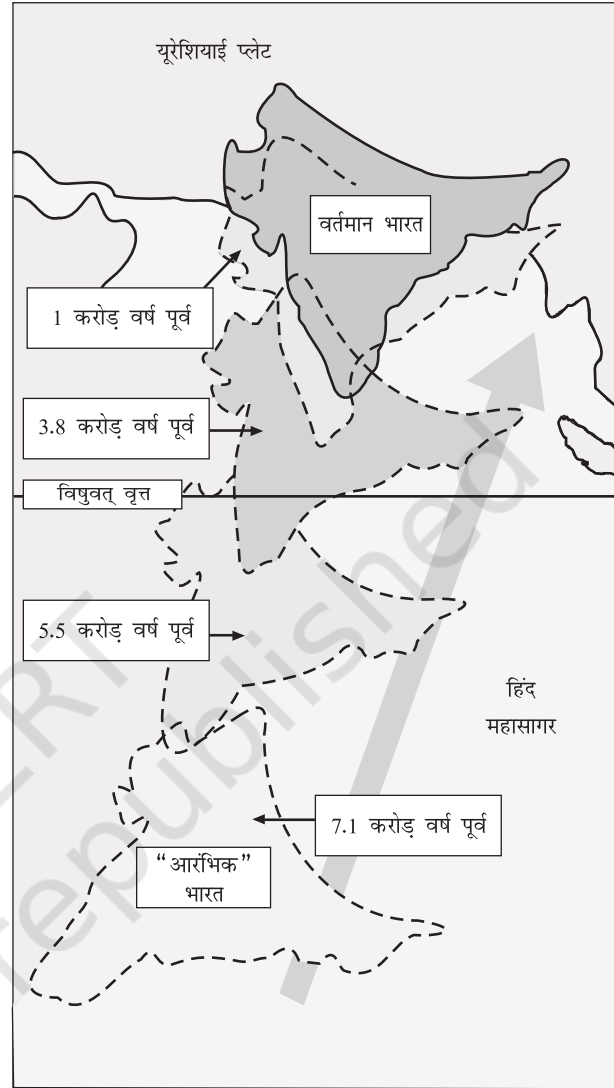 यूरेशियाई प्लेट
वर्तमान भारत
1 करोड़ वर्ष पूर्व
3.8 करोड़ वर्ष पूर्व
विषुवत् वृत्त
5.5 करोड़ वर्ष पूर्व
हिंद
महासागर
7.1 करोड़ वर्ष पूर्व
“आरंभिक”
भारत
republished